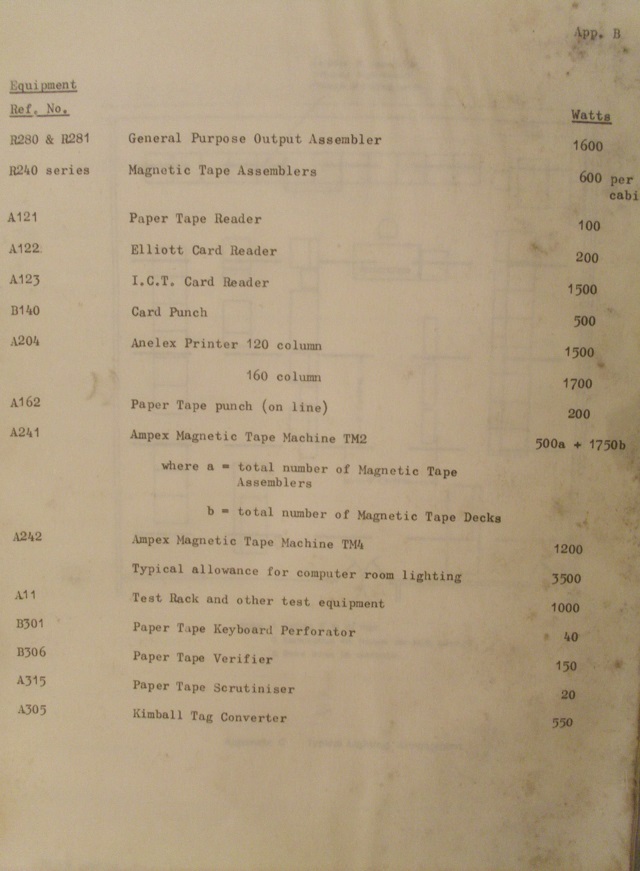 App. B
Equipment
Ref. No. Watts
R280 & R281 General Purpose Output Assembler 1600
R240 series Magnetic Tape Assemblers 600 per
cabi
A121 Paper Tape Reader 100
A122 Elliott Card Reader 200
A123 I.C.T. Card Reader 1500
B140 Card Punch 500
A204 Anelex Printer 120 column 1500
160 column 1700
A162 Paper Tape punch (on line) 200
A241 Ampex Magnetic Tape Machine TM2 500a + 1750b
where a = total number of Magnetic Tape
Assemblers
b = total number of Magnetic Tape Decks
A242 Ampex Magnetic Tape Machine TM4 1200
Typical allowance for computer room lighting 3500
A11 Test Rack and other test equipment 1000
B301 Paper Tape Keyboard Perforator 40
B306 Paper Tape Verifier 150
A315 Paper Tape Scrutiniser 20
A305 Kimball Tag Converter 550